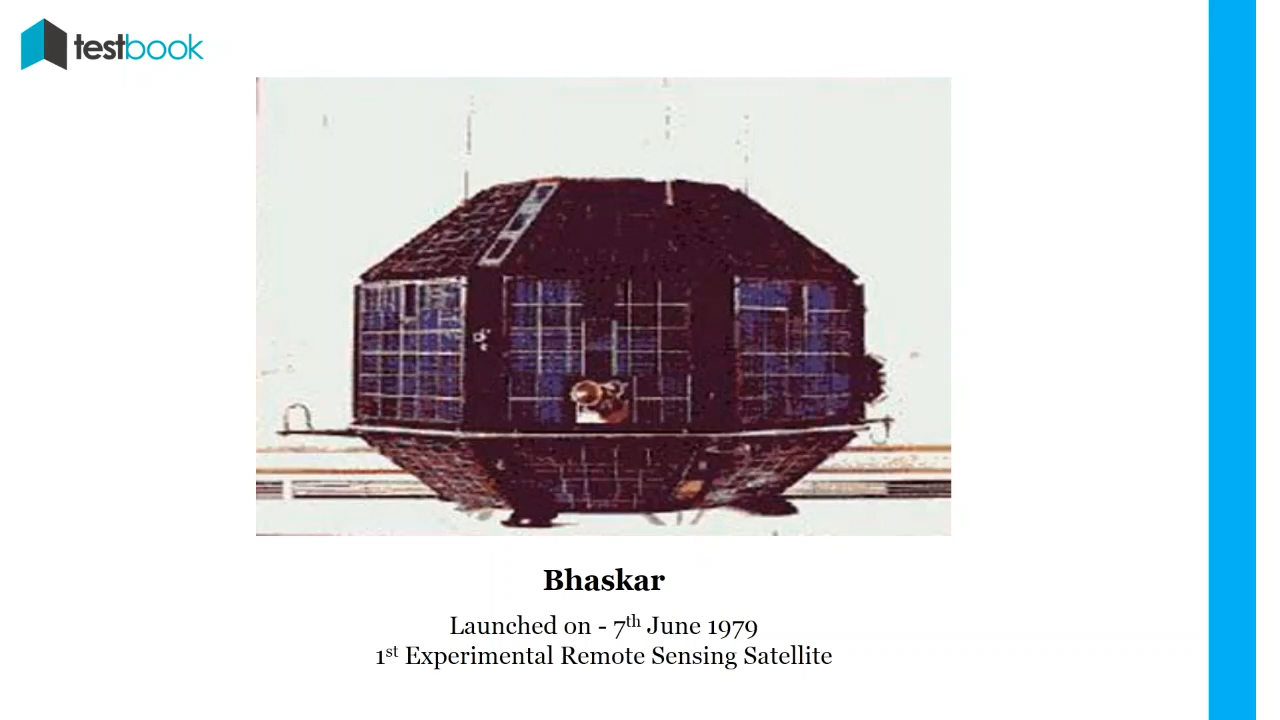 testbook
Bhaskar
Launched on - 7th June 1979
1st Experimental Remote Sensing Satellite